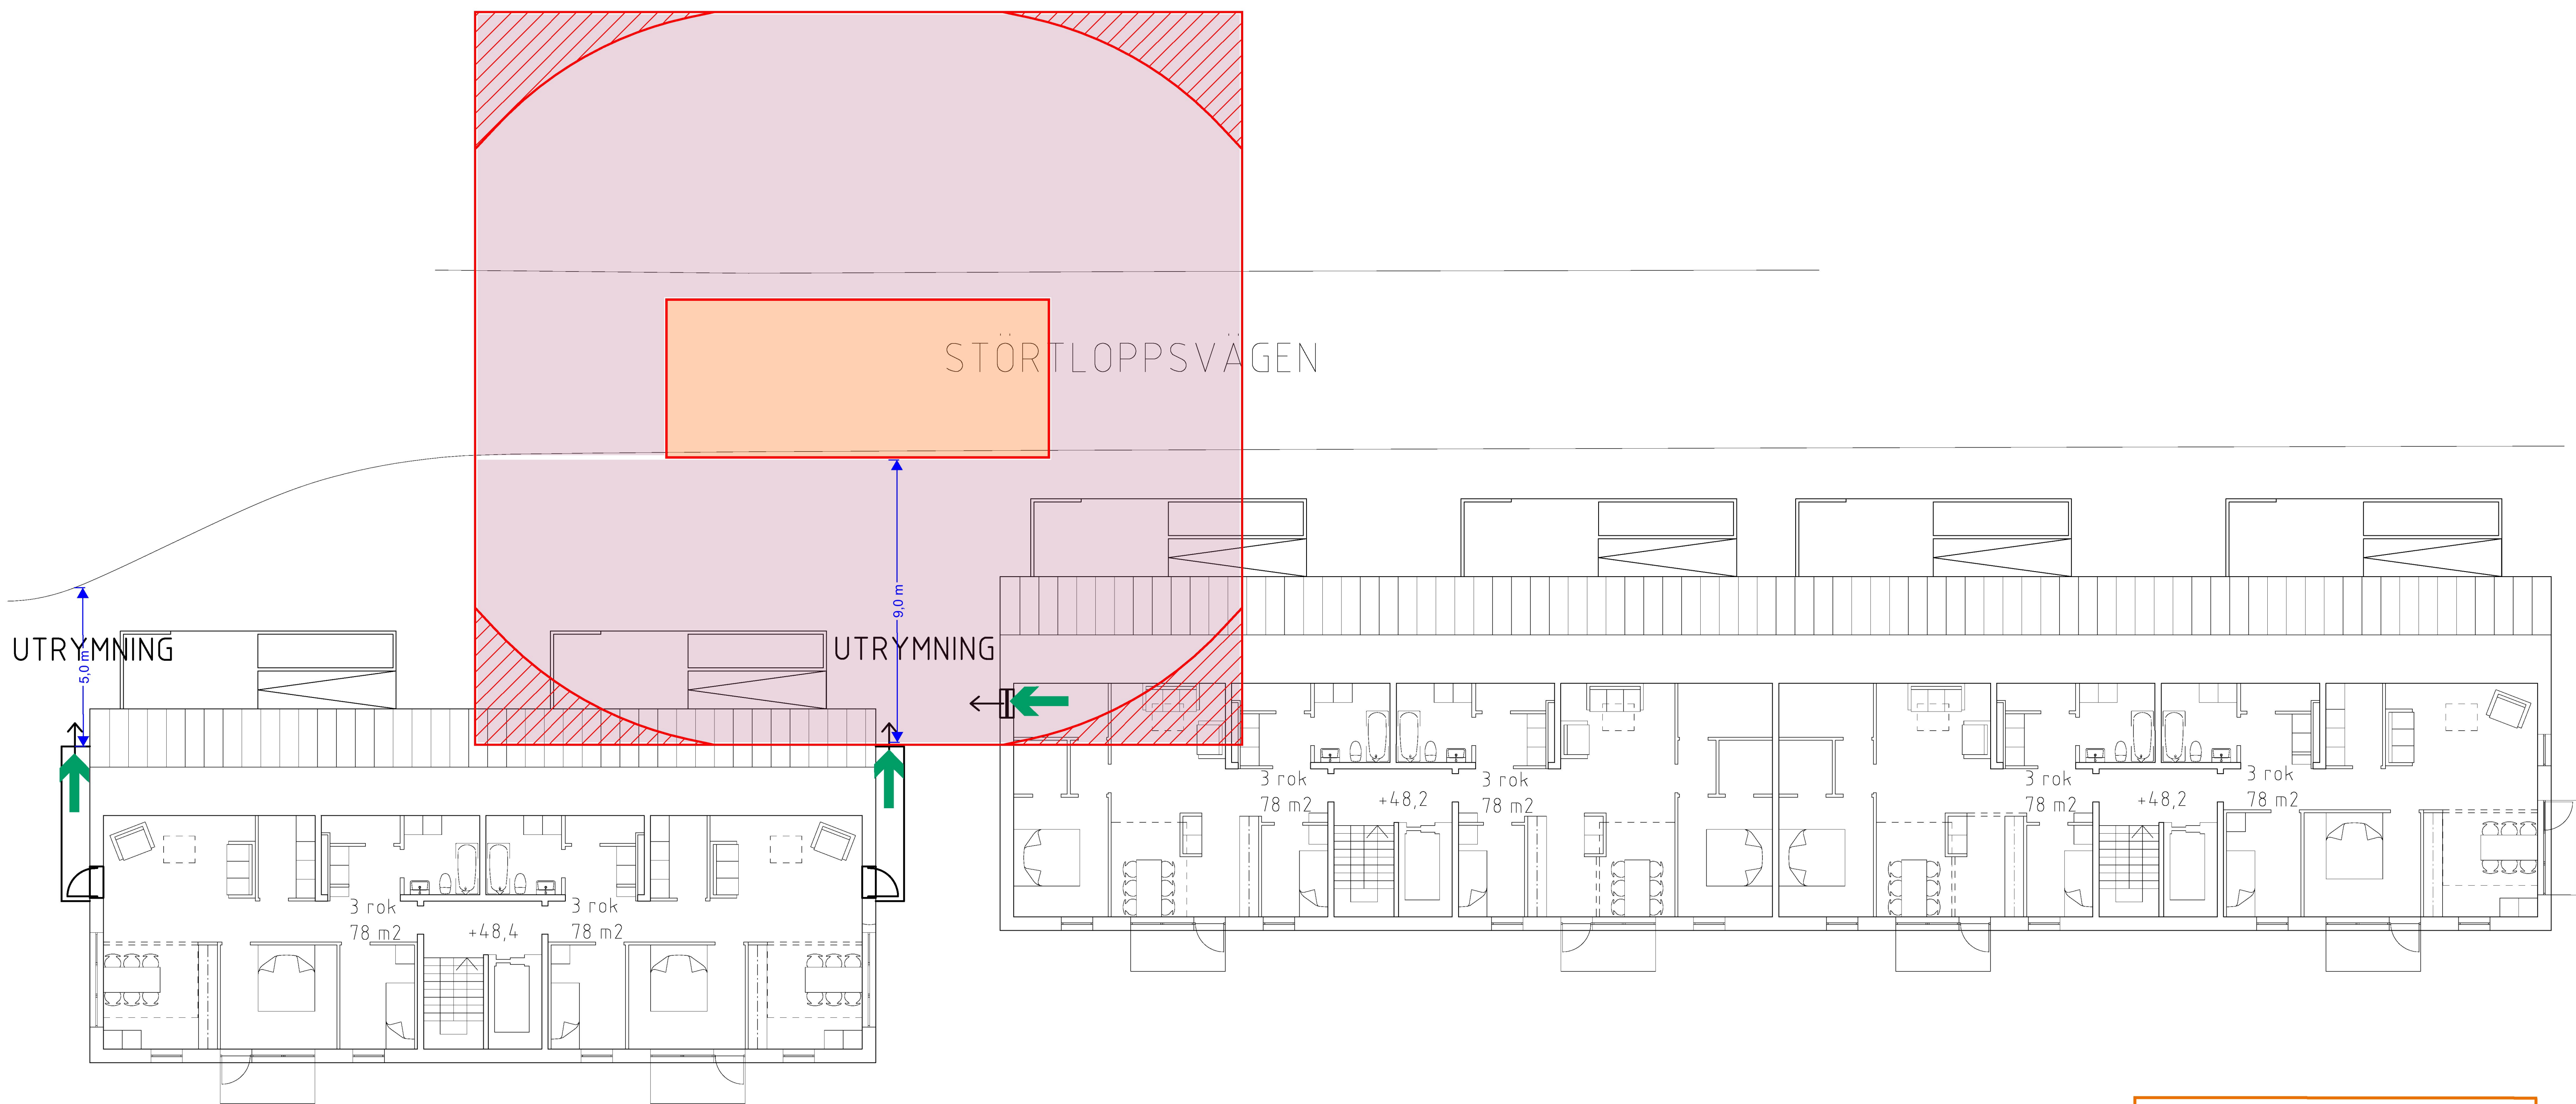 STÖRTLOPPSVÄGEN
9,0 m
UTRYMNING
5,0 m
UTRYMNING
3 rok
78 m2
+48,2
3 rok
78 m2
3 rok
78 m2
+48,2
3 rok
78 m2
3 rok
78 m2
+48,4
3 rok
78 m2